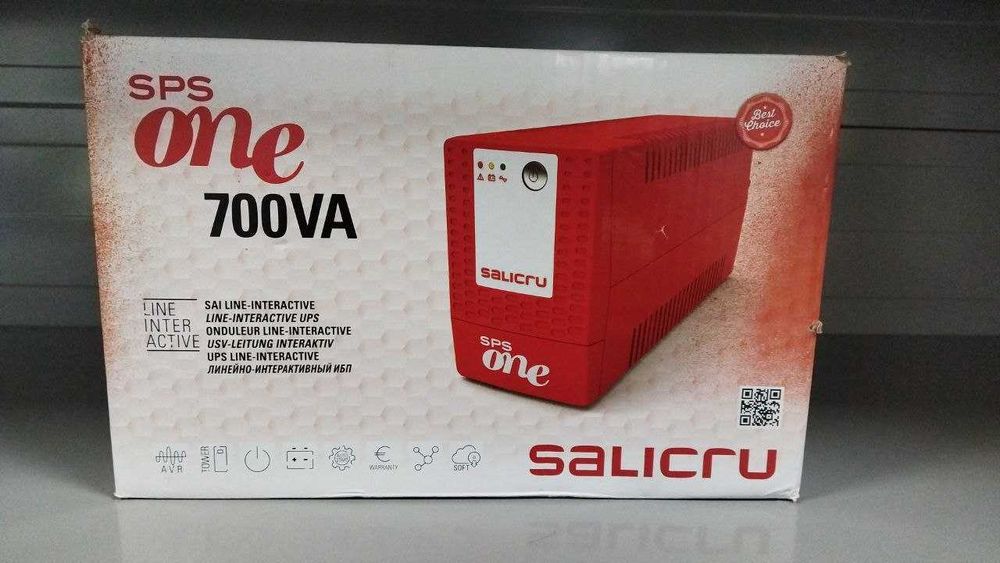 SPS
one
700VA
Best
Choice
SALICRU
SPS
one
LINE
INTER
ACTIVE
SAI LINE-INTERACTIVE
LINE-INTERACTIVE UPS
ONDULEUR LINE-INTERACTIVE
USV-LEITUNG INTERAKTIV
UPS LINE-INTERACTIVE
ЛИНЕЙНО-ИНТЕРАКТИВНЫЙ ИБП
AVR
TOWER
€
WARRANTY
SOFT
SALICRU